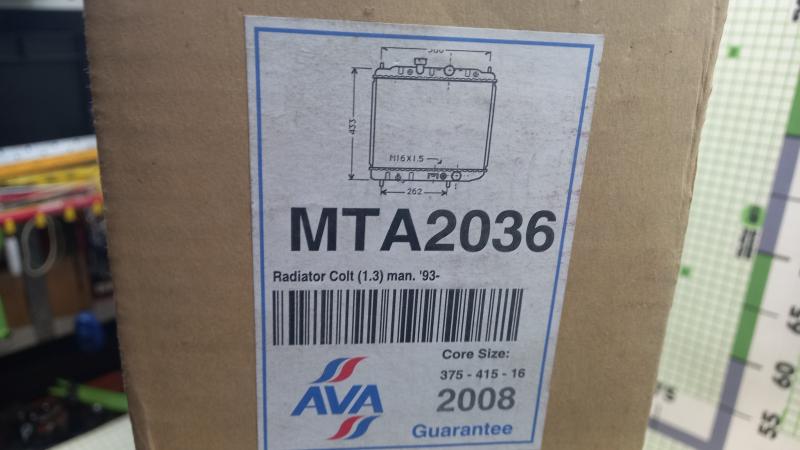 433
M16X1.5
262
MTA2036
Radiator Colt (1.3) man. '93-
Core Size:
375 - 415 - 16
AVA
2008
Guarantee
60
55